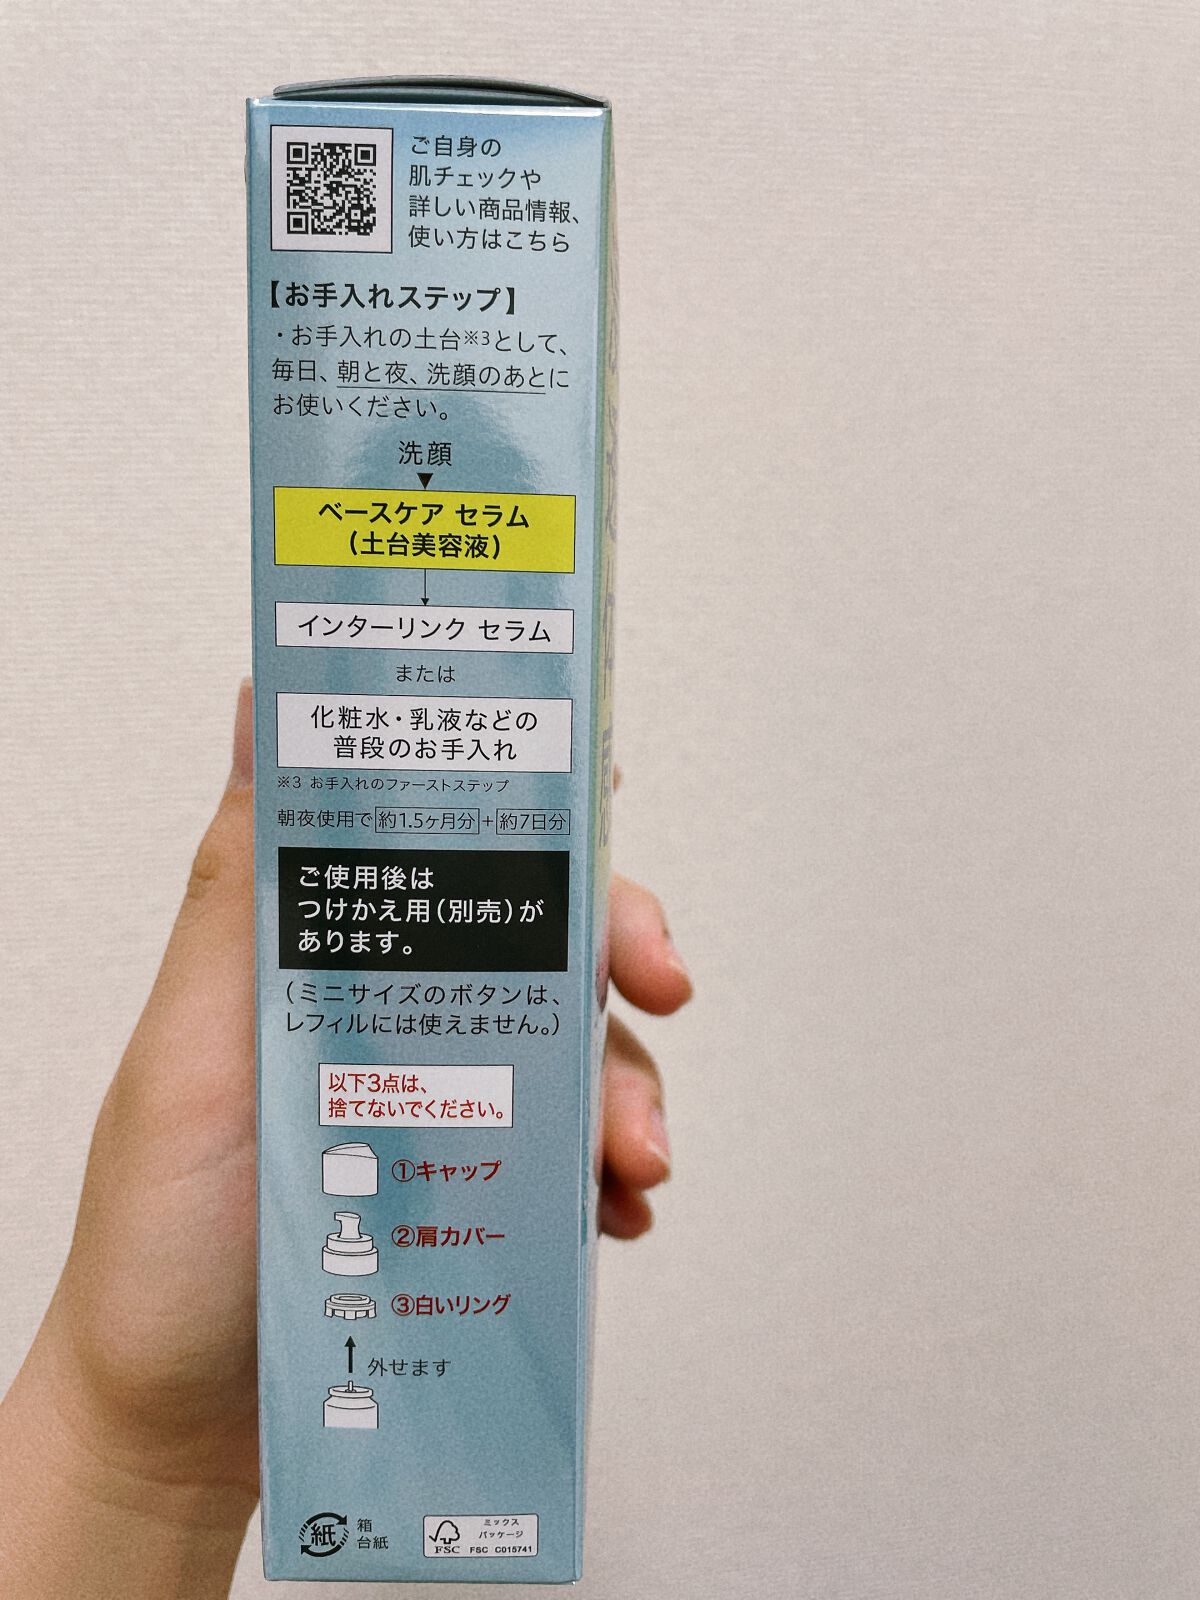 ご自身の
肌チェックや
詳しい商品情報、
使い方はこちら
【お手入れステップ】
・お手入れの土台※3として、
毎日、朝と夜、洗顔のあとに
お使いください。
洗顔
▼
ベースケア セラム
(土台美容液)
インターリンク セラム
または
化粧水・乳液などの
普段のお手入れ
※3 お手入れのファーストステップ
朝夜使用で 約1.5ヶ月分 + 約7日分
ご使用後は
つけかえ用(別売)が
あります。
(ミニサイズのボタンは、
レフィルには使えません。)
以下3点は、
捨てないでください。
①キャップ
②肩カバー
③白いリング
外せます
紙
箱
台紙
ミックス
パッケージ
FSC FSC C015741